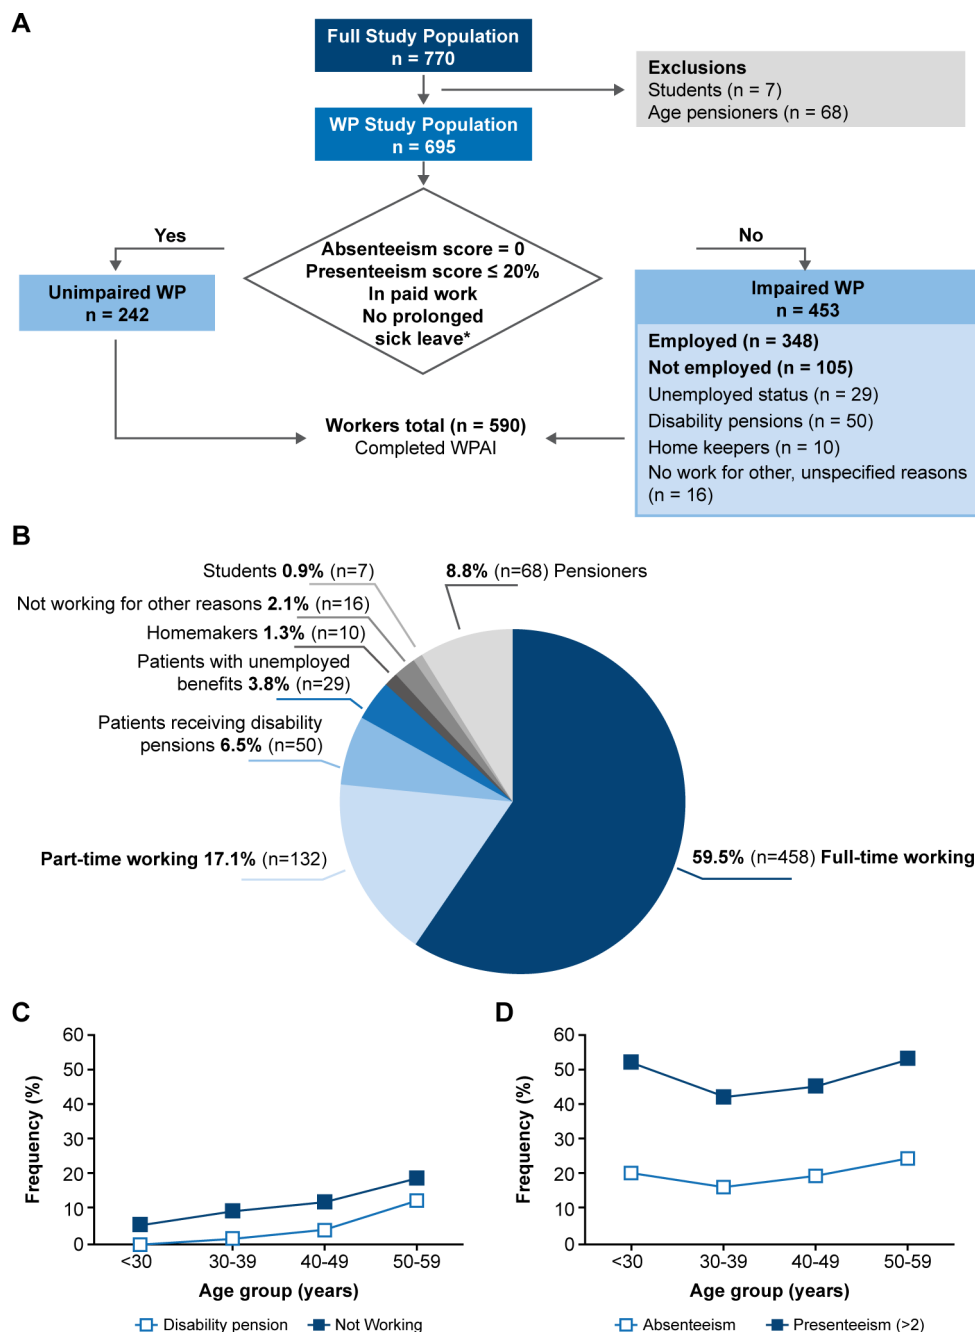 A
Full Study Population
n = 770
Exclusions
Students (n = 7)
Age pensioners (n = 68)
WP Study Population
n = 695
Yes
No
Absenteeism score = 0
Presenteeism score ≤ 20%
In paid work
No prolonged
sick leave*
Unimpaired WP
n = 242
Impaired WP
n = 453
Employed (n = 348)
Not employed (n = 105)
Unemployed status (n = 29)
Disability pensions (n = 50)
Home keepers (n = 10)
No work for other, unspecified reasons
(n = 16)
Workers total (n = 590)
Completed WPAI
B
Students 0.9% (n=7)
8.8% (n=68) Pensioners
Not working for other reasons 2.1% (n=16)
Homemakers 1.3% (n=10)
Patients with unemployed
benefits 3.8% (n=29)
Patients receiving disability
pensions 6.5% (n=50)
Part-time working 17.1% (n=132)
59.5% (n=458) Full-time working
C
Frequency (%)
60
50
40
30
20
10
0
<30
30-39
40-49
50-59
Age group (years)
Disability pension
Not Working
D
Frequency (%)
60
50
40
30
20
10
0
<30
30-39
40-49
50-59
Age group (years)
Absenteeism
Presenteeism (>2)